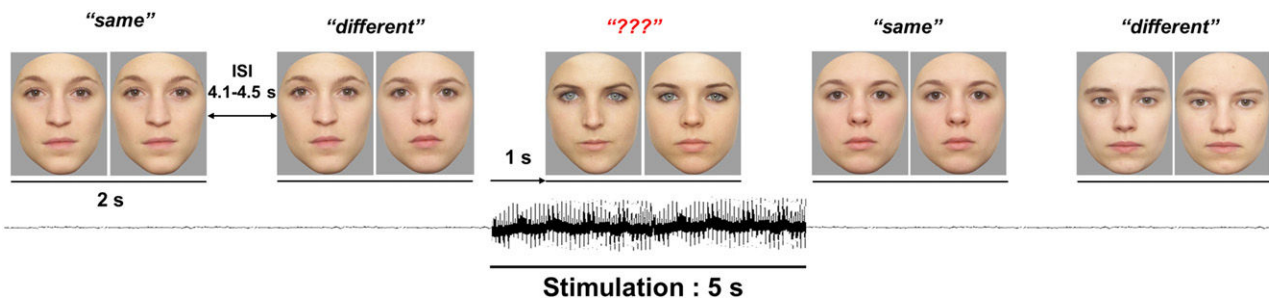 “same”
“different”
“???”
“same”
“different”
ISI
4.1-4.5 s
1 s
2 s
Stimulation : 5 s